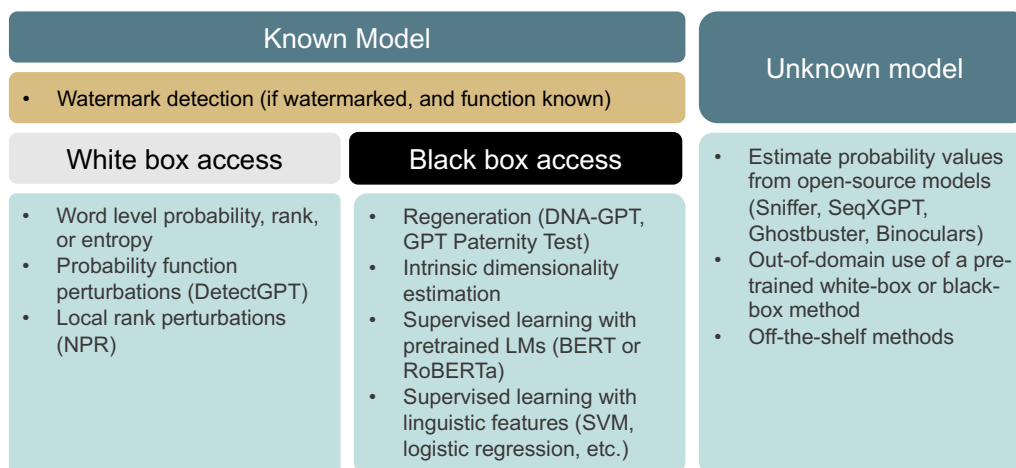 Known Model
• Watermark detection (if watermarked, and function known)
White box access
• Word level probability, rank,
or entropy
• Probability function
perturbations (DetectGPT)
• Local rank perturbations
(NPR)
Black box access
• Regeneration (DNA-GPT,
GPT Paternity Test)
• Intrinsic dimensionality
estimation
• Supervised learning with
pretrained LMs (BERT or
RoBERTa)
• Supervised learning with
linguistic features (SVM,
logistic regression, etc.)
Unknown model
• Estimate probability values
from open-source models
(Sniffer, SeqXGPT,
Ghostbuster, Binoculars)
• Out-of-domain use of a pre-
trained white-box or black-
box method
• Off-the-shelf methods